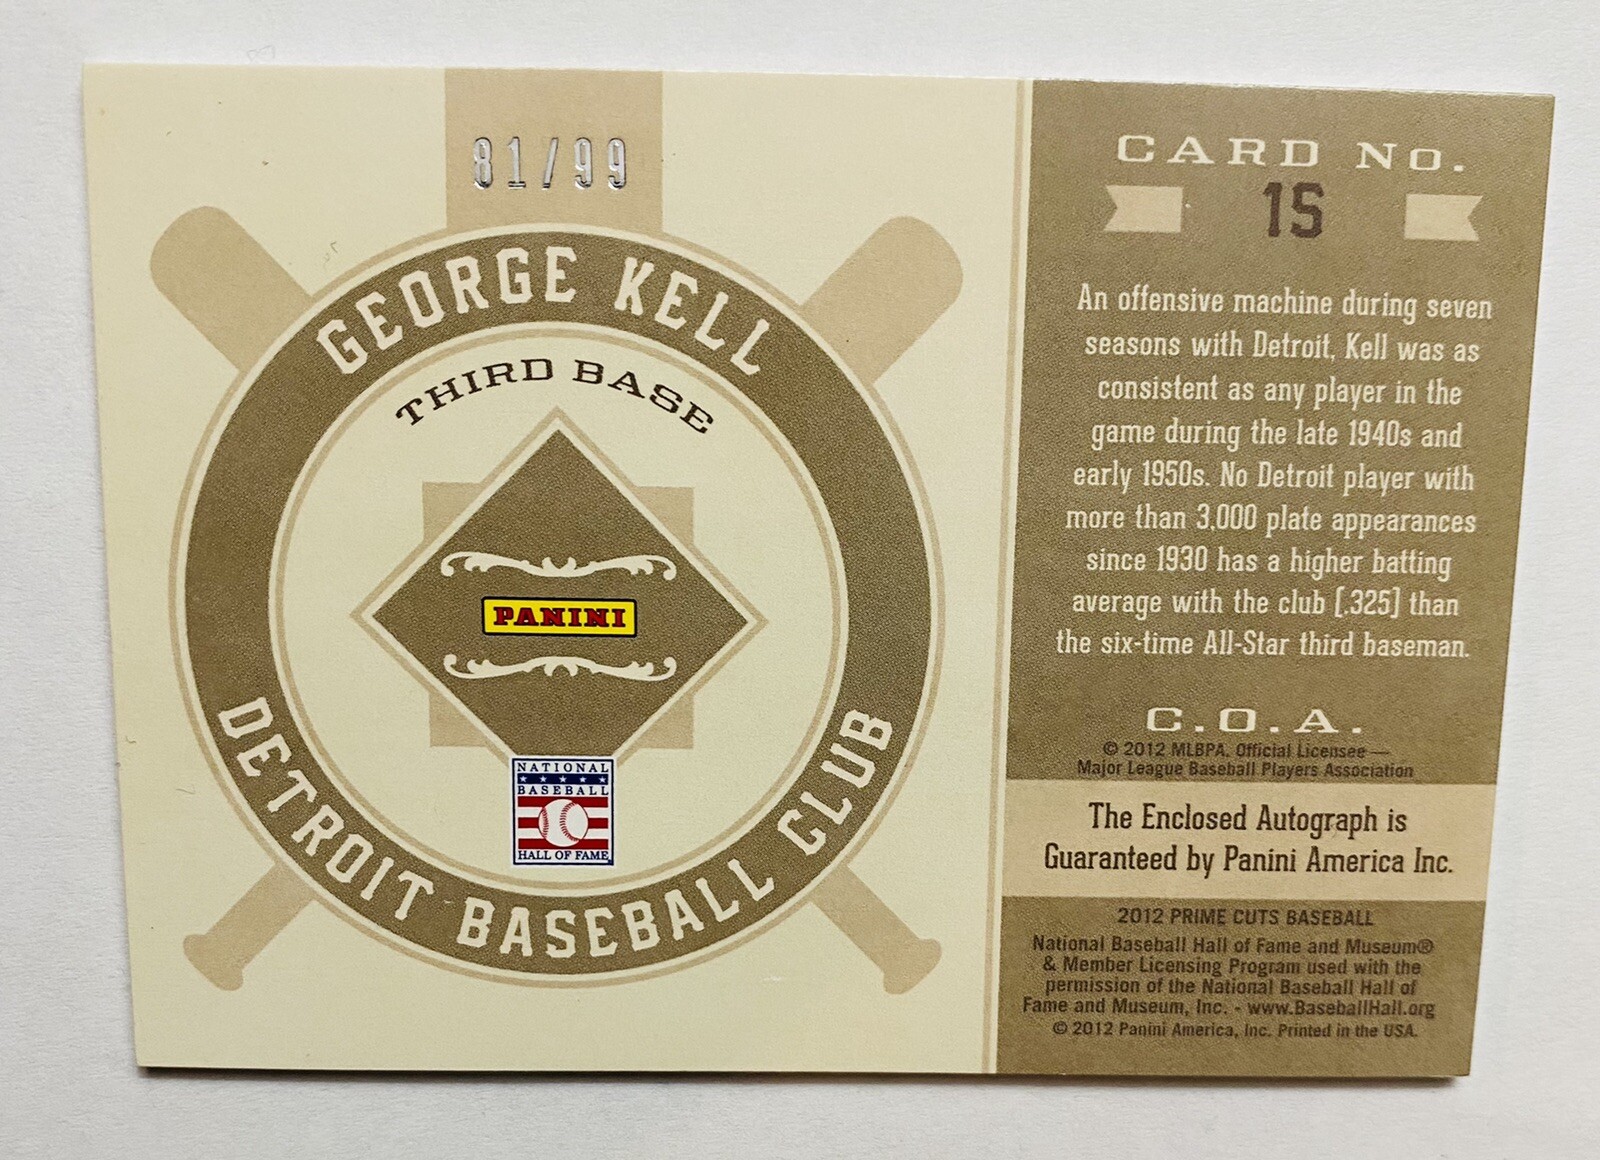 81/99
GEORGE KELL
THIRD BASE
PANINI
NATIONAL
BASEBALL
HALL OF FAME
DETROIT BASEBALL CLUB
CARD No.
15
An offensive machine during seven
seasons with Detroit, Kell was as
consistent as any player in the
game during the late 1940s and
early 1950s. No Detroit player with
more than 3,000 plate appearances
since 1930 has a higher batting
average with the club [.325] than
the six-time All-Star third baseman.
C.O.A.
© 2012 MLBPA, Official Licensee —
Major League Baseball Players Association
The Enclosed Autograph is
Guaranteed by Panini America Inc.
2012 PRIME CUTS BASEBALL
National Baseball Hall of Fame and Museum®
& Member Licensing Program used with the
permission of the National Baseball Hall of
Fame and Museum, Inc. - www.BaseballHall.org
© 2012 Panini America, Inc. Printed in the USA.